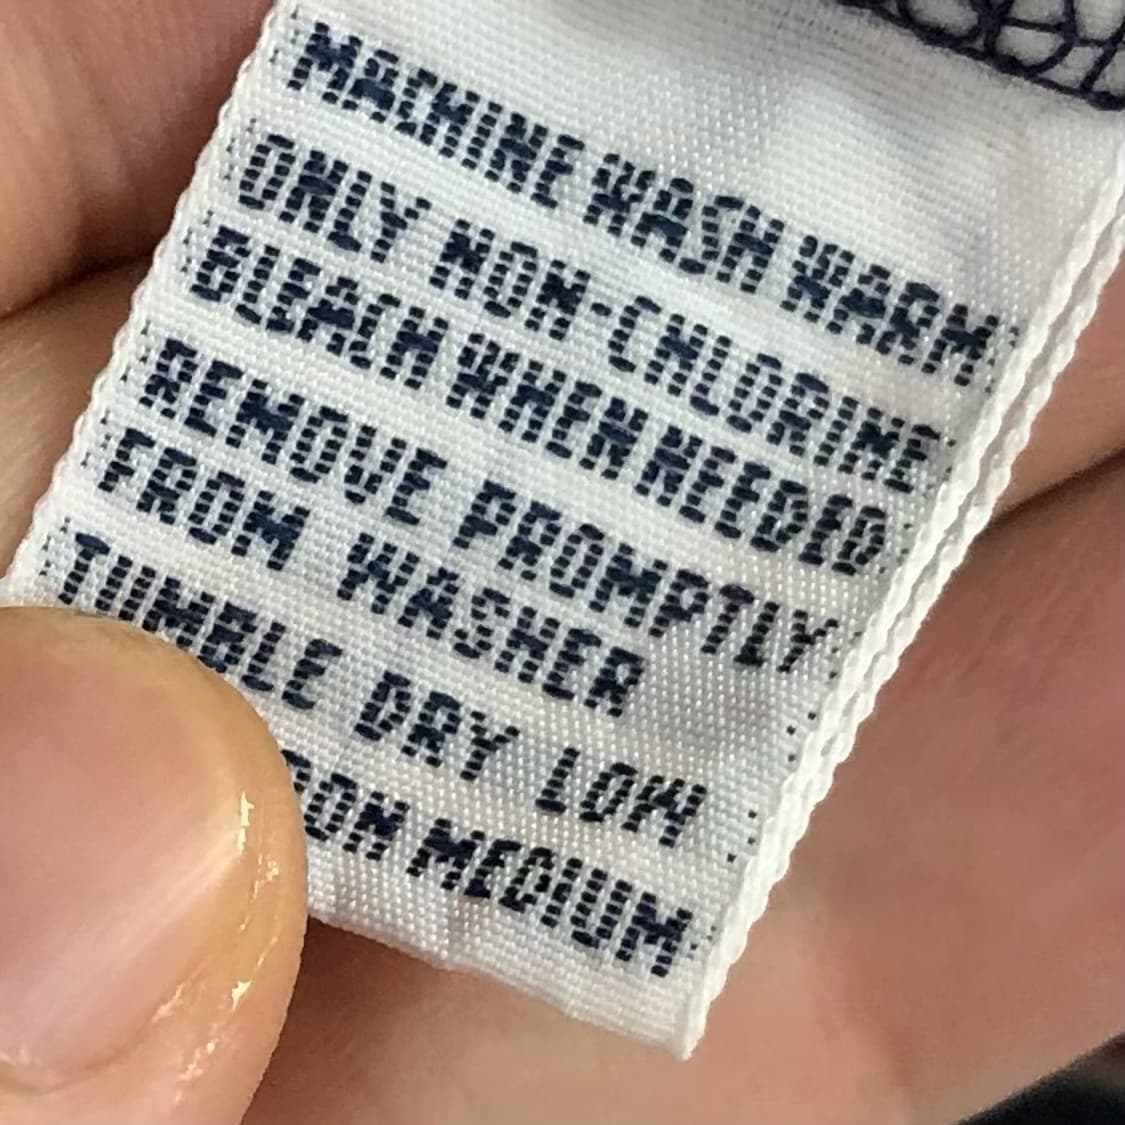 MACHINE WASH WARM
ONLY NON-CHLORINE
BLEACH WHEN NEEDED
REMOVE PROMPTLY
FROM WASHER
TUMBLE DRY LOW
MEDIUM